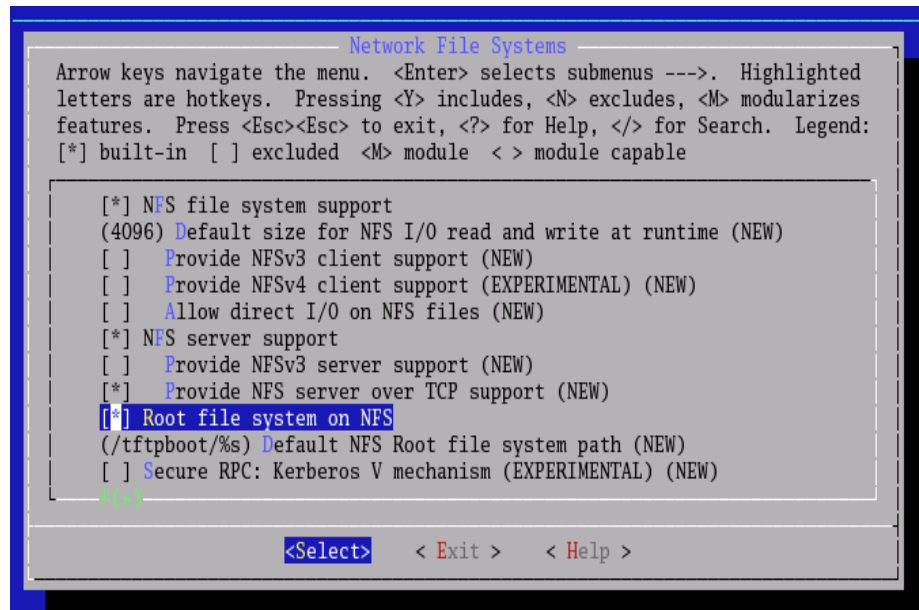 Network File Systems
Arrow keys navigate the menu.  <Enter> selects submenus --->.  Highlighted
letters are hotkeys.  Pressing <Y> includes, <N> excludes, <M> modularizes
features.  Press <Esc><Esc> to exit, <?> for Help, </> for Search.  Legend:
[*] built-in  [ ] excluded  <M> module  < > module capable
[*] NFS file system support
(4096) Default size for NFS I/O read and write at runtime (NEW)
[ ]   Provide NFSv3 client support (NEW)
[ ]   Provide NFSv4 client support (EXPERIMENTAL) (NEW)
[ ]   Allow direct I/O on NFS files (NEW)
[*] NFS server support
[ ]   Provide NFSv3 server support (NEW)
[*]   Provide NFS server over TCP support (NEW)
[*] Root file system on NFS
(/tftpboot/%s) Default NFS Root file system path (NEW)
[ ] Secure RPC: Kerberos V mechanism (EXPERIMENTAL) (NEW)
┴(+)
<Select>    < Exit >    < Help >